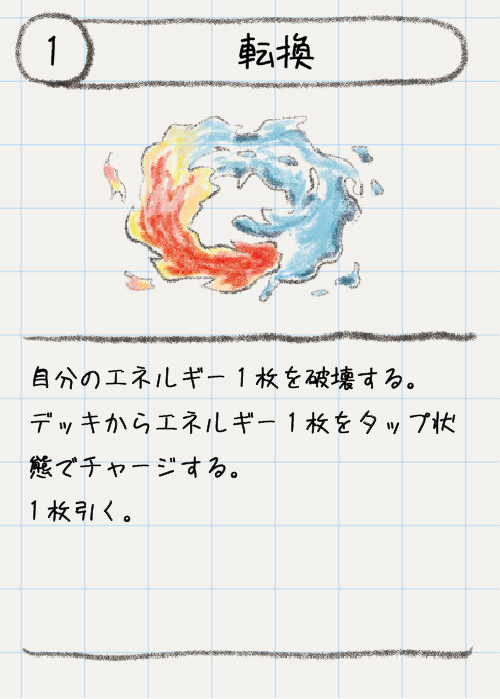 1
転換
自分のエネルギー1枚を破壊する。
デッキからエネルギー1枚をタップ状
態でチャージする。
1枚引く。